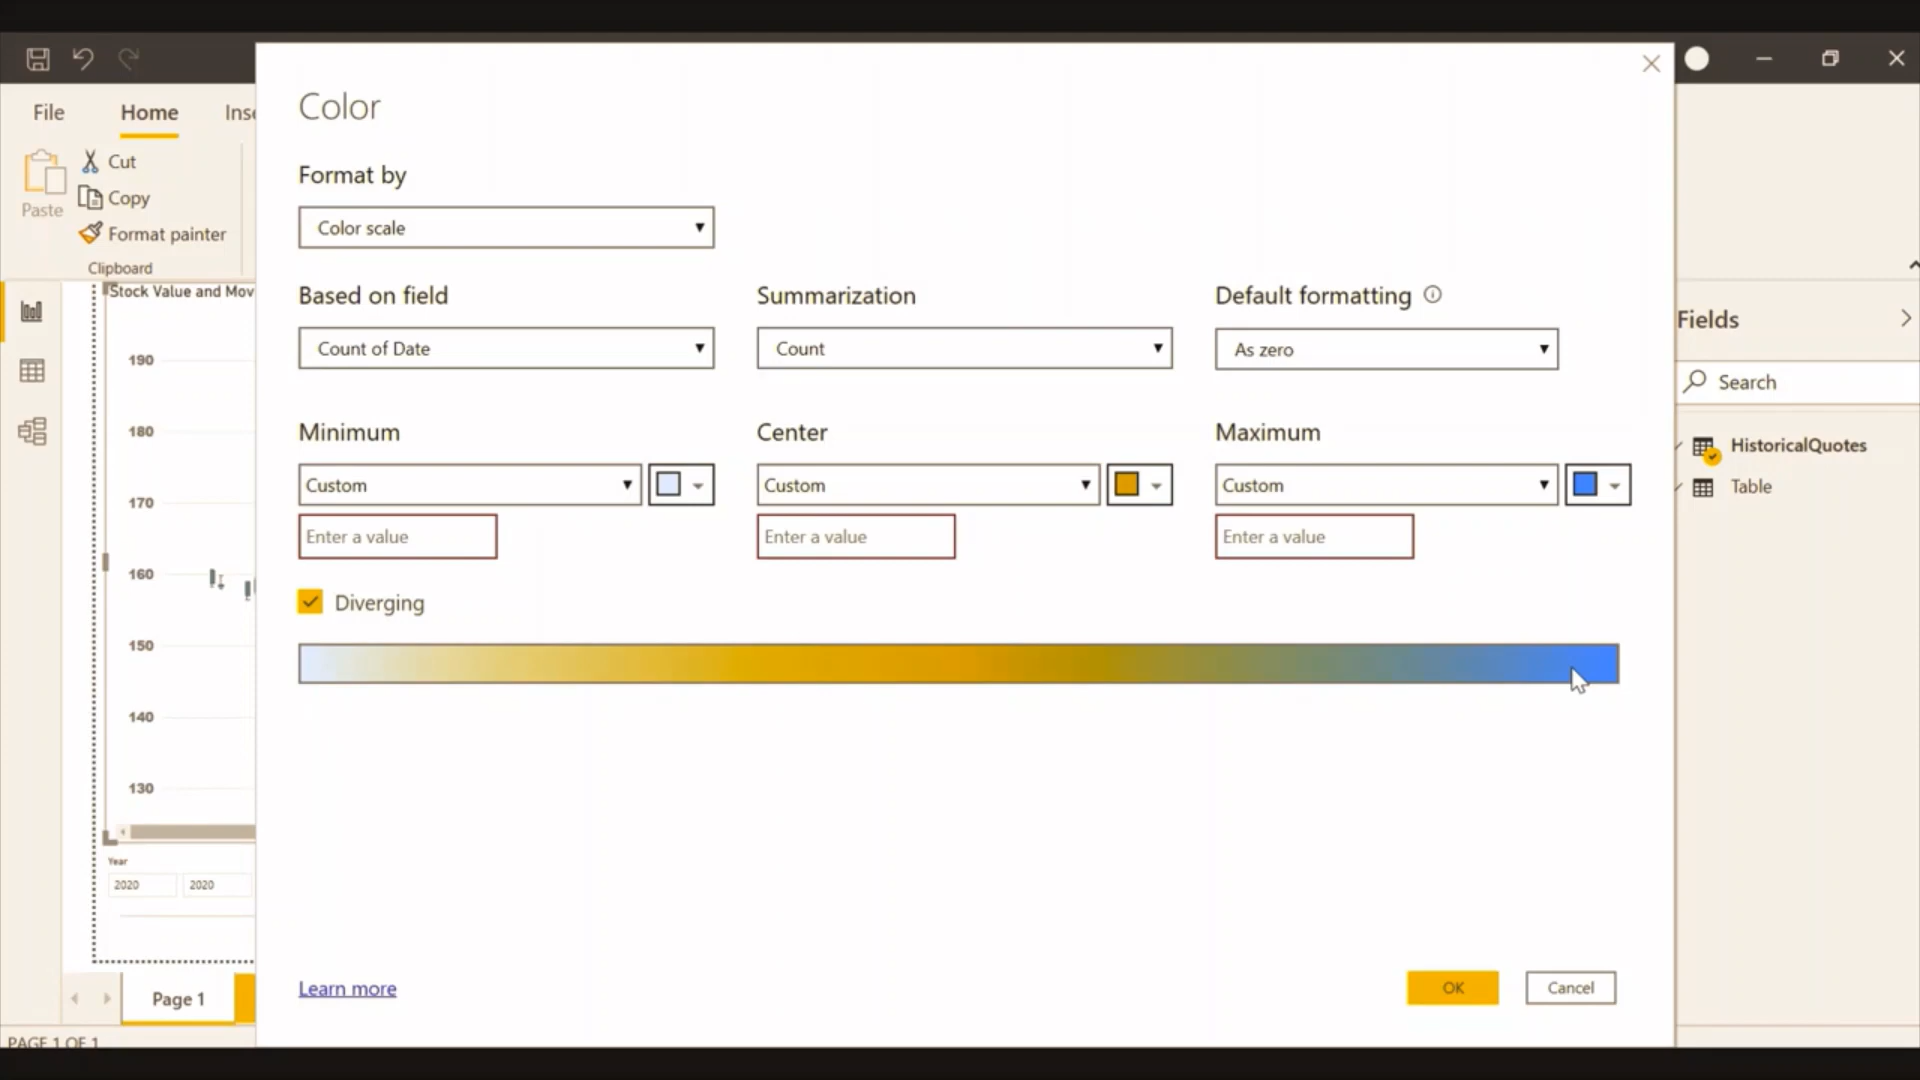 File
Home
Inse
Paste
Cut
Copy
Format painter
Clipboard
Stock Value and Mov
190
180
170
160
150
140
130
Year
2020
2020
Page 1
PAGE 1 OF 1
Color
Format by
Color scale
Based on field
Summarization
Default formatting
Count of Date
Count
As zero
Minimum
Center
Maximum
Custom
Custom
Custom
Enter a value
Enter a value
Enter a value
Diverging
Learn more
OK
Cancel
Fields
Search
HistoricalQuotes
Table